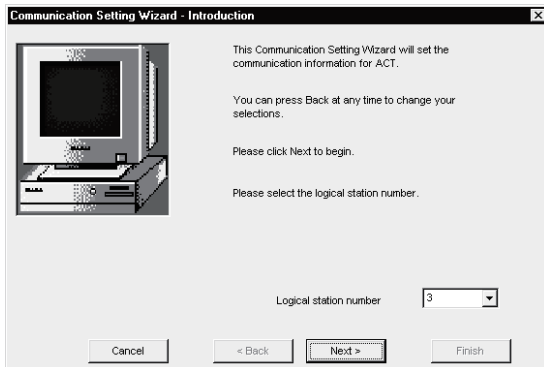 Communication Setting Wizard - Introduction
This Communication Setting Wizard will set the
communication information for ACT.
You can press Back at any time to change your
selections.
Please click Next to begin.
Please select the logical station number.
Logical station number 3
Cancel < Back Next > Finish